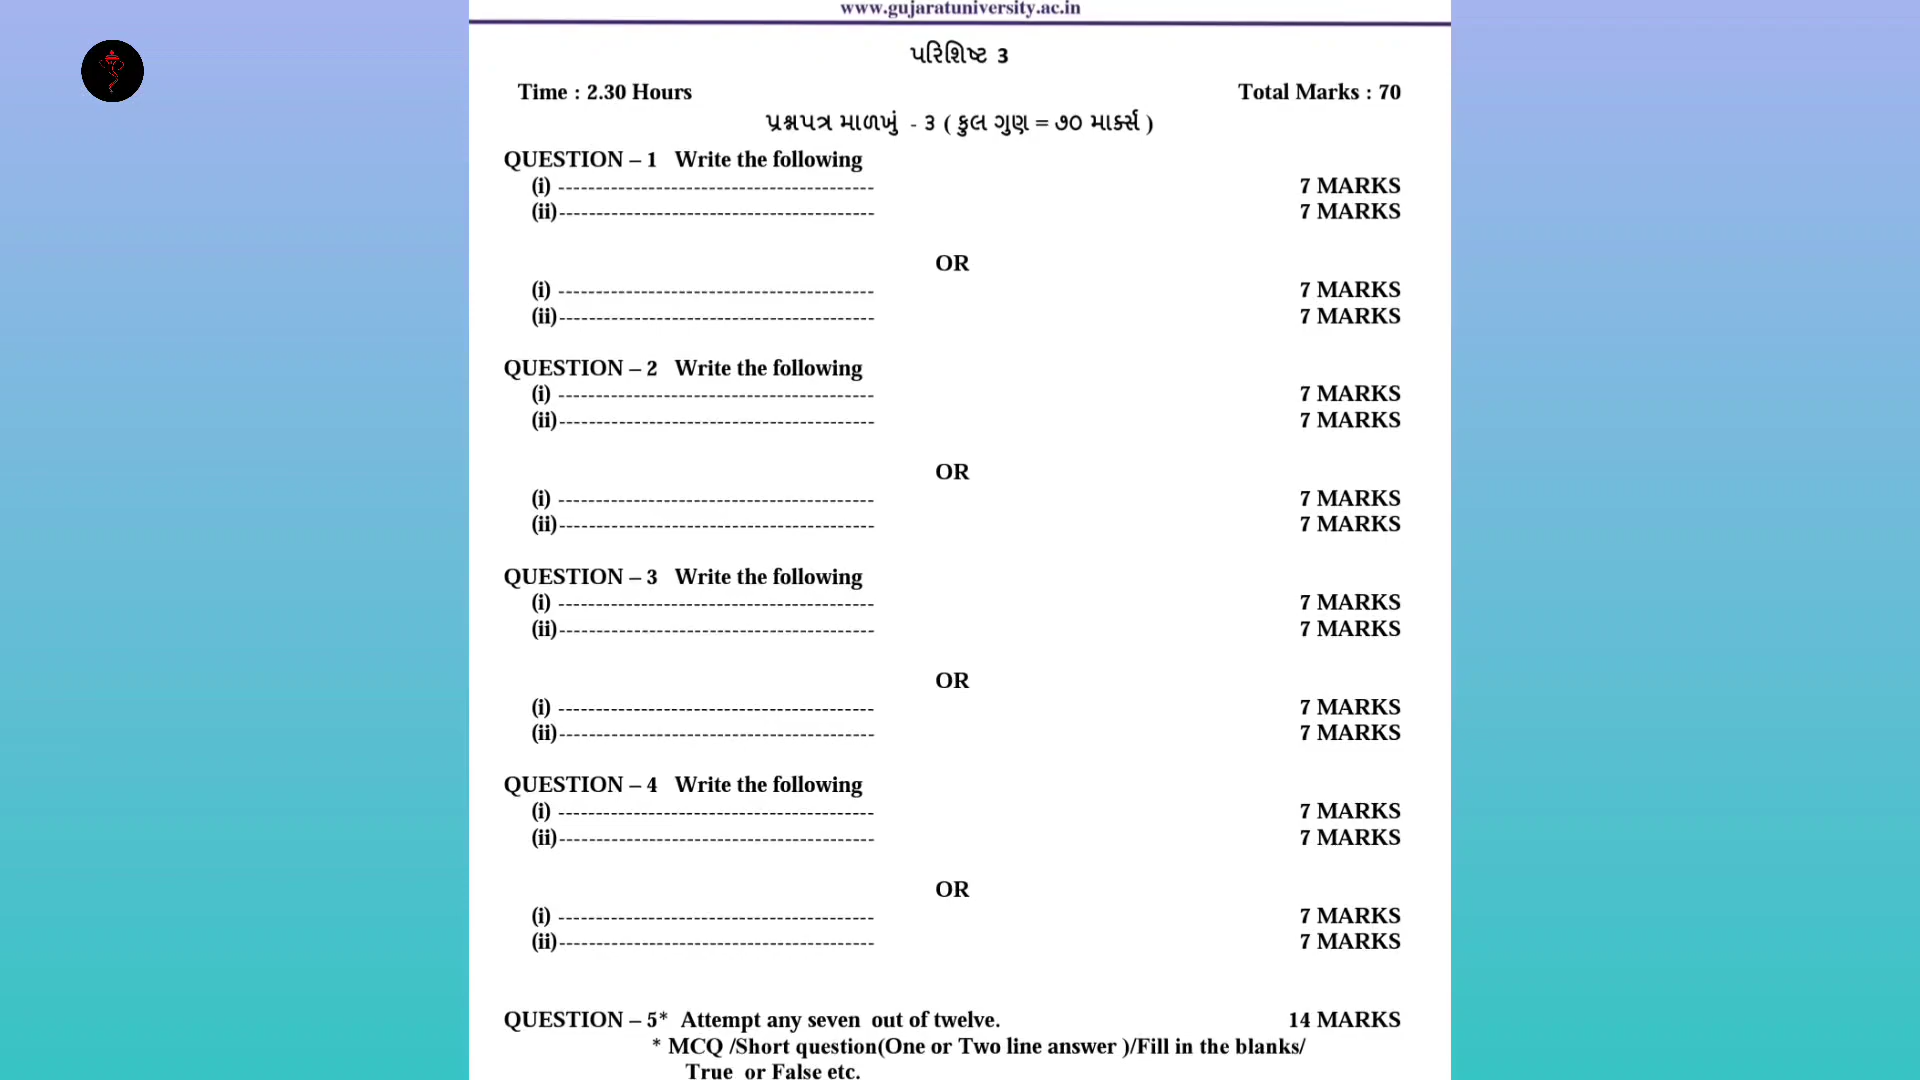 www.gujaratuniversity.ac.in
પરિશિષ્ટ 3
Time : 2.30 Hours Total Marks : 70
પ્રશ્નપત્ર માળખું - ૩ ( કુલ ગુણ = ૭૦ માર્ક્સ )
QUESTION – 1 Write the following
(i) ------------------------------------------ 7 MARKS
(ii)------------------------------------------ 7 MARKS
OR
(i) ------------------------------------------ 7 MARKS
(ii)------------------------------------------ 7 MARKS
QUESTION – 2 Write the following
(i) ------------------------------------------ 7 MARKS
(ii)------------------------------------------ 7 MARKS
OR
(i) ------------------------------------------ 7 MARKS
(ii)------------------------------------------ 7 MARKS
QUESTION – 3 Write the following
(i) ------------------------------------------ 7 MARKS
(ii)------------------------------------------ 7 MARKS
OR
(i) ------------------------------------------ 7 MARKS
(ii)------------------------------------------ 7 MARKS
QUESTION – 4 Write the following
(i) ------------------------------------------ 7 MARKS
(ii)------------------------------------------ 7 MARKS
OR
(i) ------------------------------------------ 7 MARKS
(ii)------------------------------------------ 7 MARKS
QUESTION – 5* Attempt any seven out of twelve. 14 MARKS
* MCQ /Short question(One or Two line answer )/Fill in the blanks/
True or False etc.